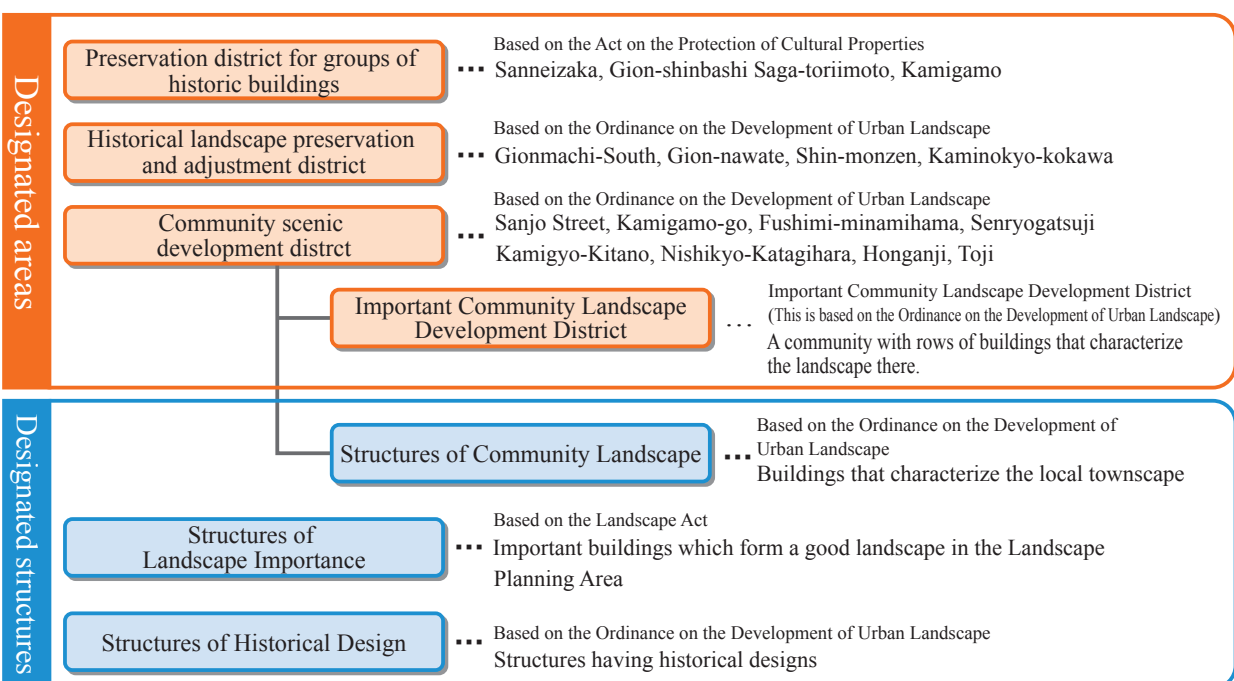 Designated areas
Preservation district for groups of
historic buildings
... Based on the Act on the Protection of Cultural Properties
Sanneizaka, Gion-shinbashi Saga-toriimoto, Kamigamo
Historical landscape preservation
and adjustment district
... Based on the Ordinance on the Development of Urban Landscape
Gionmachi-South, Gion-nawate, Shin-monzen, Kaminokyo-kokawa
Community scenic
development distrct
... Based on the Ordinance on the Development of Urban Landscape
Sanjo Street, Kamigamo-go, Fushimi-minamihama, Senryogatsuji
Kamigyo-Kitano, Nishikyo-Katagihara, Honganji, Toji
Important Community Landscape
Development District
... Important Community Landscape Development District
(This is based on the Ordinance on the Development of Urban Landscape)
A community with rows of buildings that characterize
the landscape there.
Designated structures
Structures of Community Landscape
... Based on the Ordinance on the Development of
Urban Landscape
Buildings that characterize the local townscape
Structures of
Landscape Importance
... Based on the Landscape Act
Important buildings which form a good landscape in the Landscape
Planning Area
Structures of Historical Design
... Based on the Ordinance on the Development of Urban Landscape
Structures having historical designs